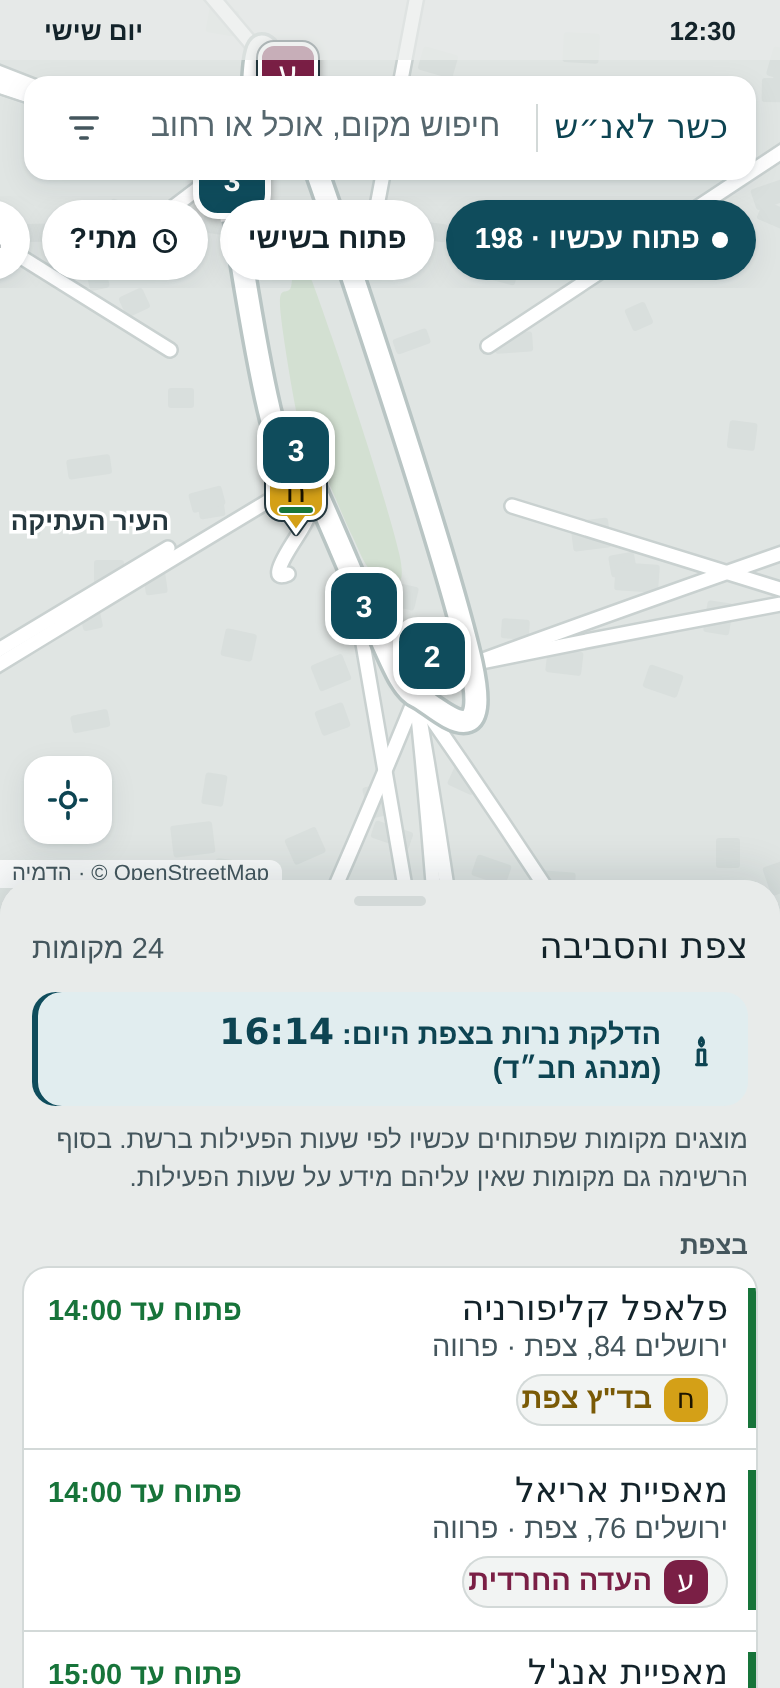 12:30
יום שישי
ע
כשר לאנ״ש
חיפוש מקום, אוכל או רחוב
3
פתוח עכשיו · 198
פתוח בשישי
מתי?
3
ח
העיר העתיקה
3
2
הדמיה · © OpenStreetMap
צפת והסביבה
24 מקומות
הדלקת נרות בצפת היום: 16:14
(מנהג חב״ד)
מוצגים מקומות שפתוחים עכשיו לפי שעות הפעילות ברשת. בסוף
הרשימה גם מקומות שאין עליהם מידע על שעות הפעילות.
בצפת
פלאפל קליפורניה
פתוח עד 14:00
ירושלים 84, צפת · פרווה
ח
בד"ץ צפת
מאפיית אריאל
פתוח עד 14:00
ירושלים 76, צפת · פרווה
ע
העדה החרדית
מאפיית אנג'ל
פתוח עד 15:00